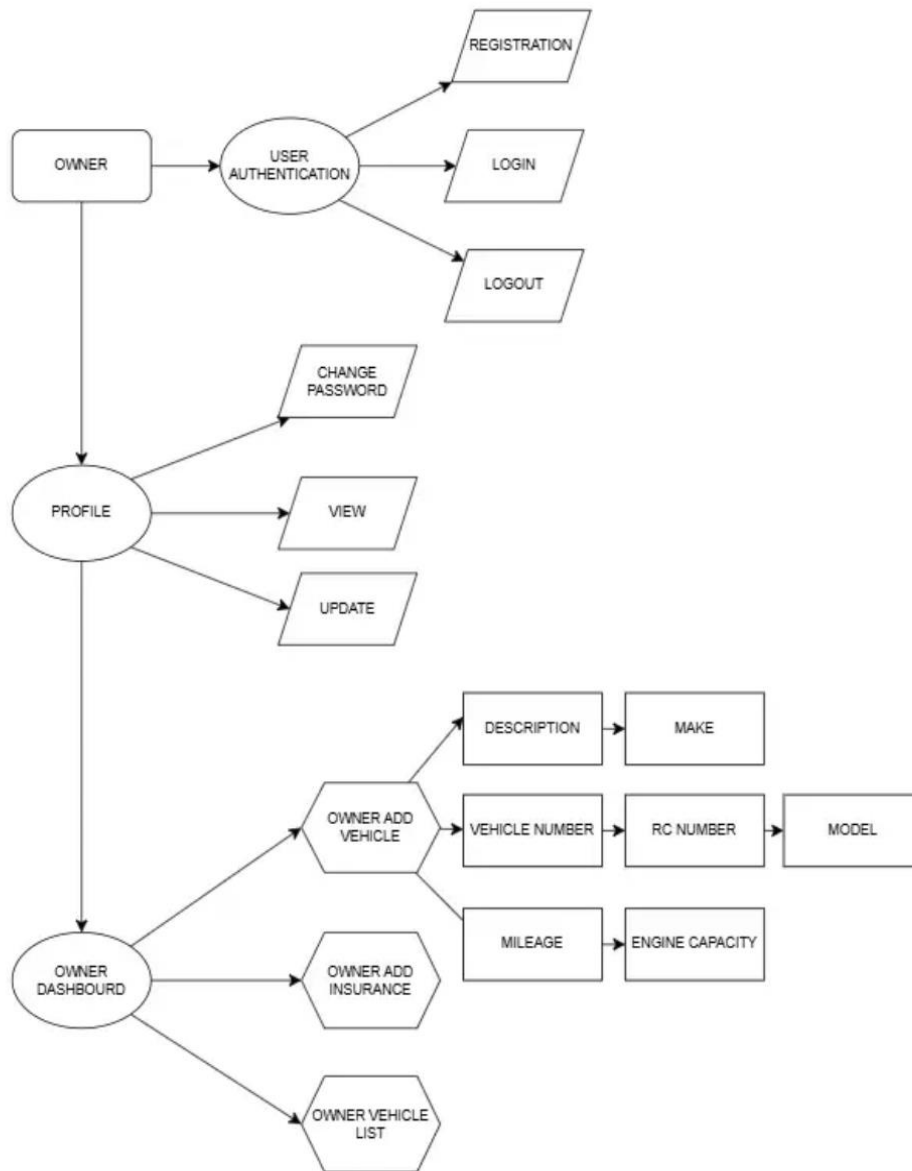 REGISTRATION
OWNER
USER
AUTHENTICATION
LOGIN
LOGOUT
CHANGE
PASSWORD
PROFILE
VIEW
UPDATE
DESCRIPTION
MAKE
OWNER ADD
VEHICLE
VEHICLE NUMBER
RC NUMBER
MODEL
MILEAGE
ENGINE CAPACITY
OWNER
DASHBOURD
OWNER ADD
INSURANCE
OWNER VEHICLE
LIST